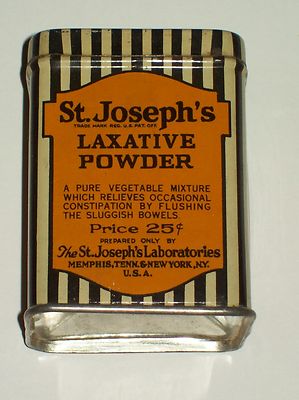 St. Joseph's
TRADE MARK REG. U.S. PAT. OFF.
LAXATIVE
POWDER
A PURE VEGETABLE MIXTURE
WHICH RELIEVES OCCASIONAL
CONSTIPATION BY FLUSHING
THE SLUGGISH BOWELS.
Price 25¢
PREPARED ONLY BY
The St. Joseph's Laboratories
MEMPHIS, TENN. & NEW YORK, N.Y.
U.S.A.